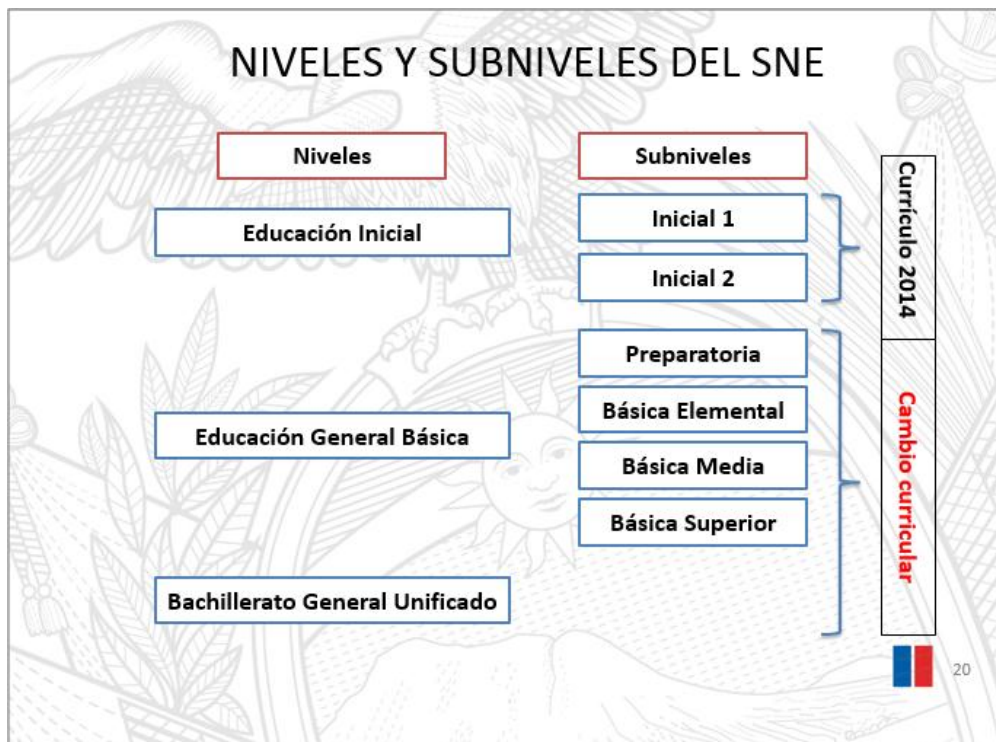 NIVELES Y SUBNIVELES DEL SNE
Niveles
Subniveles
Educación Inicial
Inicial 1
Inicial 2
Currículo 2014
Preparatoria
Básica Elemental
Educación General Básica
Básica Media
Básica Superior
Cambio curricular
Bachillerato General Unificado
20